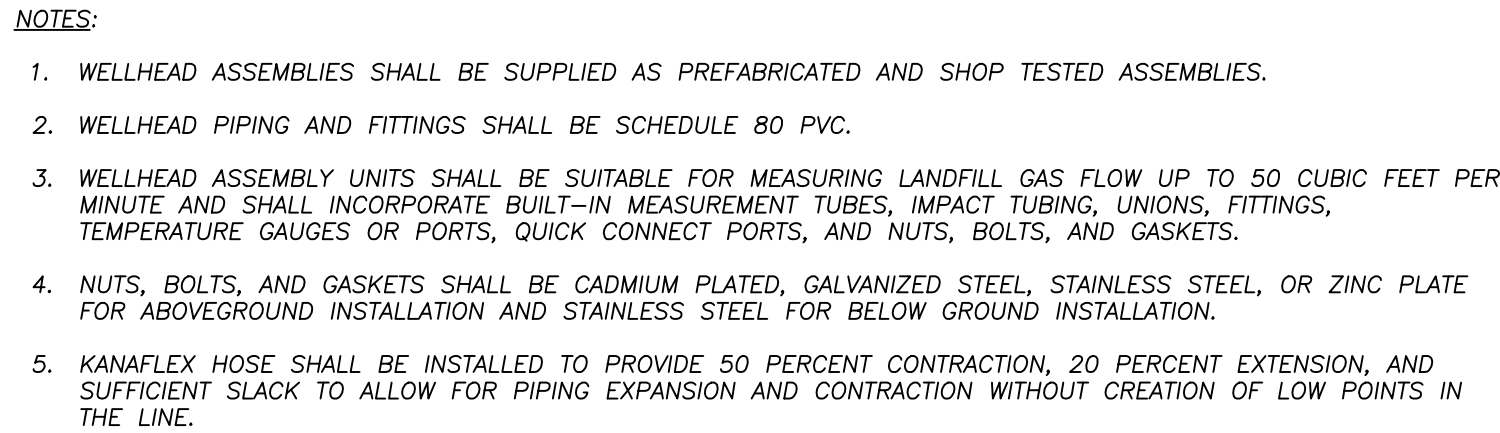 NOTES:
1. WELLHEAD ASSEMBLIES SHALL BE SUPPLIED AS PREFABRICATED AND SHOP TESTED ASSEMBLIES.
2. WELLHEAD PIPING AND FITTINGS SHALL BE SCHEDULE 80 PVC.
3. WELLHEAD ASSEMBLY UNITS SHALL BE SUITABLE FOR MEASURING LANDFILL GAS FLOW UP TO 50 CUBIC FEET PER
MINUTE AND SHALL INCORPORATE BUILT-IN MEASUREMENT TUBES, IMPACT TUBING, UNIONS, FITTINGS,
TEMPERATURE GAUGES OR PORTS, QUICK CONNECT PORTS, AND NUTS, BOLTS, AND GASKETS.
4. NUTS, BOLTS, AND GASKETS SHALL BE CADMIUM PLATED, GALVANIZED STEEL, STAINLESS STEEL, OR ZINC PLATE
FOR ABOVEGROUND INSTALLATION AND STAINLESS STEEL FOR BELOW GROUND INSTALLATION.
5. KANAFLEX HOSE SHALL BE INSTALLED TO PROVIDE 50 PERCENT CONTRACTION, 20 PERCENT EXTENSION, AND
SUFFICIENT SLACK TO ALLOW FOR PIPING EXPANSION AND CONTRACTION WITHOUT CREATION OF LOW POINTS IN
THE LINE.